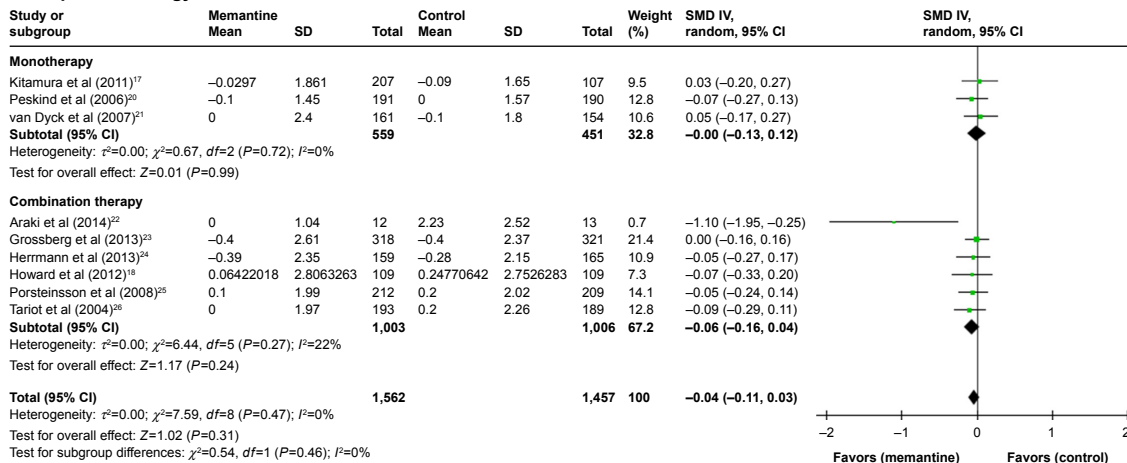 Study or subgroup Memantine Mean SD Total Control Mean SD Total Weight (%) SMD IV, random, 95% CI SMD IV, random, 95% CI
Monotherapy
Kitamura et al (2011)17 –0.0297 1.861 207 –0.09 1.65 107 9.5 0.03 (–0.20, 0.27)
Peskind et al (2006)20 –0.1 1.45 191 0 1.57 190 12.8 –0.07 (–0.27, 0.13)
van Dyck et al (2007)21 0 2.4 161 –0.1 1.8 154 10.6 0.05 (–0.17, 0.27)
Subtotal (95% CI) 559 451 32.8 –0.00 (–0.13, 0.12)
Heterogeneity: τ²=0.00; χ²=0.67, df=2 (P=0.72); I²=0%
Test for overall effect: Z=0.01 (P=0.99)
Combination therapy
Araki et al (2014)22 0 1.04 12 2.23 2.52 13 0.7 –1.10 (–1.95, –0.25)
Grossberg et al (2013)23 –0.4 2.61 318 –0.4 2.37 321 21.4 0.00 (–0.16, 0.16)
Herrmann et al (2013)24 –0.39 2.35 159 –0.28 2.15 165 10.9 –0.05 (–0.27, 0.17)
Howard et al (2012)18 0.06422018 2.8063263 109 0.24770642 2.7526283 109 7.3 –0.07 (–0.33, 0.20)
Porsteinsson et al (2008)25 0.1 1.99 212 0.2 2.02 209 14.1 –0.05 (–0.24, 0.14)
Tariot et al (2004)26 0 1.97 193 0.2 2.26 189 12.8 –0.09 (–0.29, 0.11)
Subtotal (95% CI) 1,003 1,006 67.2 –0.06 (–0.16, 0.04)
Heterogeneity: τ²=0.00; χ²=6.44, df=5 (P=0.27); I²=22%
Test for overall effect: Z=1.17 (P=0.24)
Total (95% CI) 1,562 1,457 100 –0.04 (–0.11, 0.03)
Heterogeneity: τ²=0.00; χ²=7.59, df=8 (P=0.47); I²=0%
Test for overall effect: Z=1.02 (P=0.31)
Test for subgroup differences: χ²=0.54, df=1 (P=0.46); I²=0%
–2 –1 0 1 2
Favors (memantine) Favors (control)